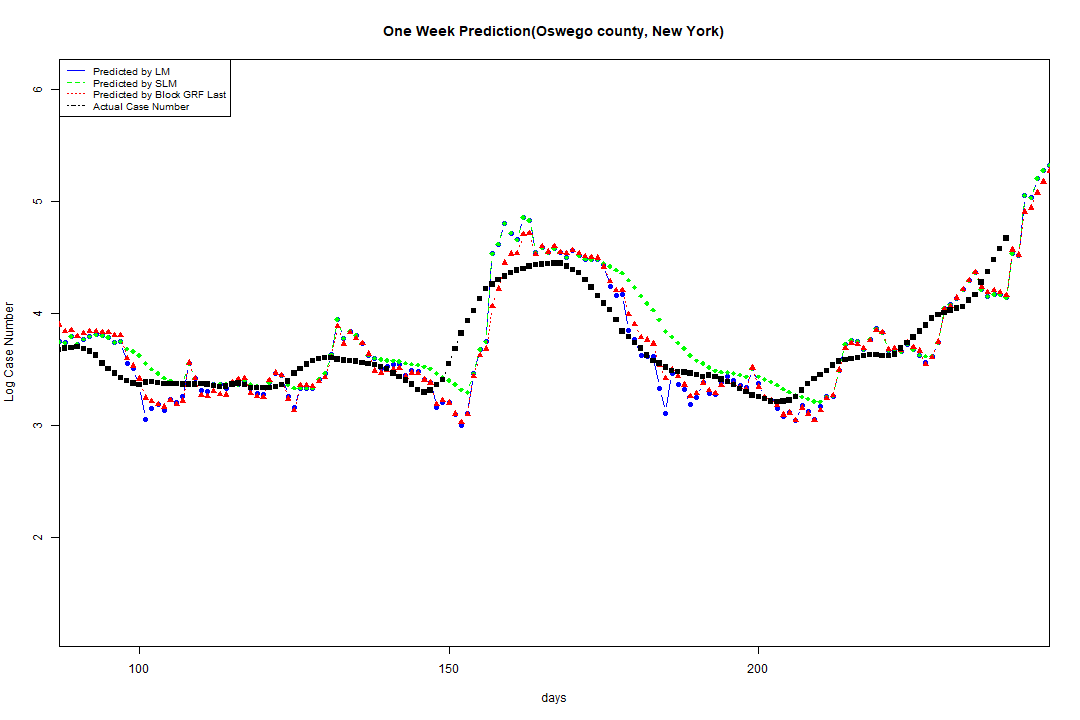 One Week Prediction(Oswego county, New York)
Predicted by LM
Predicted by SLM
Predicted by Block GRF Last
Actual Case Number
6
5
4
3
2
Log Case Number
100
150
200
days